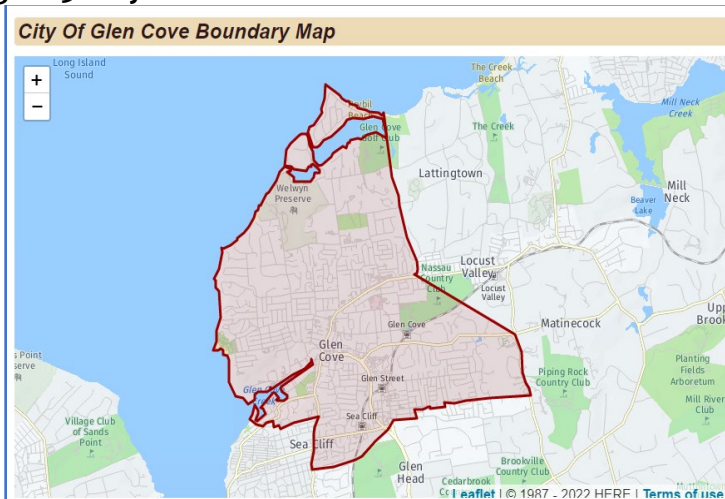 City Of Glen Cove Boundary Map
+
−
Long Island
Sound
The Creek
Beach
Mill Neck
Creek
Glen Cove
Golf Club
The Creek
Lattingtown
Welwyn
Preserve
Mill
Neck
Beaver
Lake
Locust
Valley
Nassau
Country
Club
Locust
Valley
Glen Cove
Matinecock
Glen
Cove
Glen Street
Piping Rock
Country Club
Planting
Fields
Arboretum
Mill River
Club
Village Club
of Sands
Point
Sea Cliff
Sea Cliff
Glen
Head
Brookville
Country Club
Cedarbrook
Leaflet | © 1987 - 2022 HERE | Terms of use